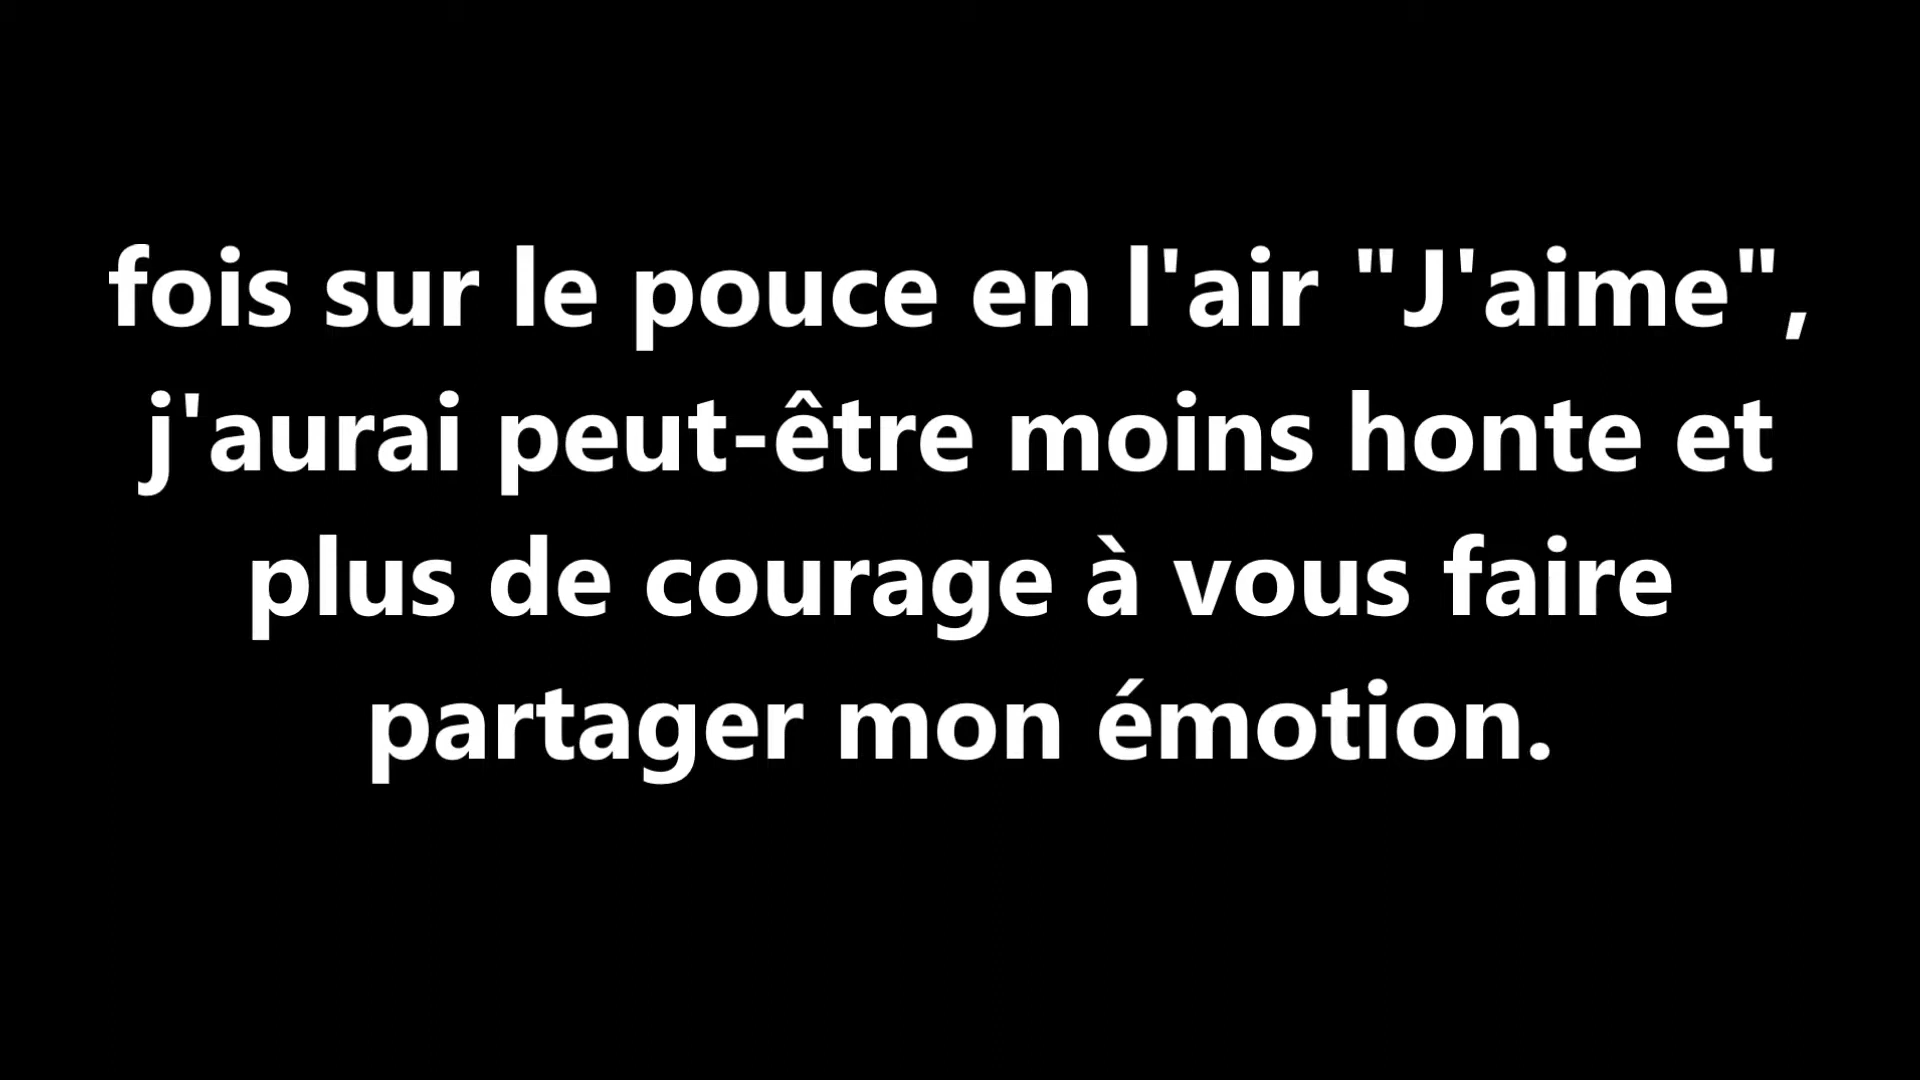 fois sur le pouce en l'air "J'aime",
j'aurai peut-être moins honte et
plus de courage à vous faire
partager mon émotion.